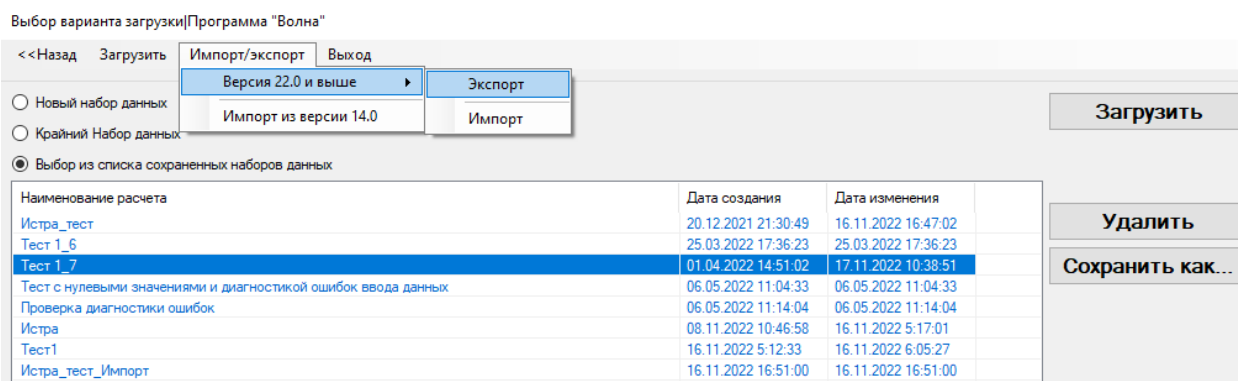 Выбор варианта загрузки|Программа "Волна"
<<Назад Загрузить Импорт/экспорт Выход
Версия 22.0 и выше Экспорт
Импорт из версии 14.0 Импорт
Новый набор данных
Крайний Набор данных
Выбор из списка сохраненных наборов данных
Загрузить
Наименование расчета Дата создания Дата изменения
Истра_тест 20.12.2021 21:30:49 16.11.2022 16:47:02
Тест 1_6 25.03.2022 17:36:23 25.03.2022 17:36:23
Тест 1_7 01.04.2022 14:51:02 17.11.2022 10:38:51
Тест с нулевыми значениями и диагностикой ошибок ввода данных 06.05.2022 11:04:33 06.05.2022 11:04:33
Проверка диагностики ошибок 06.05.2022 11:14:04 06.05.2022 11:14:04
Истра 08.11.2022 10:46:58 16.11.2022 5:17:01
Тест1 16.11.2022 5:12:33 16.11.2022 6:05:27
Истра_тест_Импорт 16.11.2022 16:51:00 16.11.2022 16:51:00
Удалить
Сохранить как...